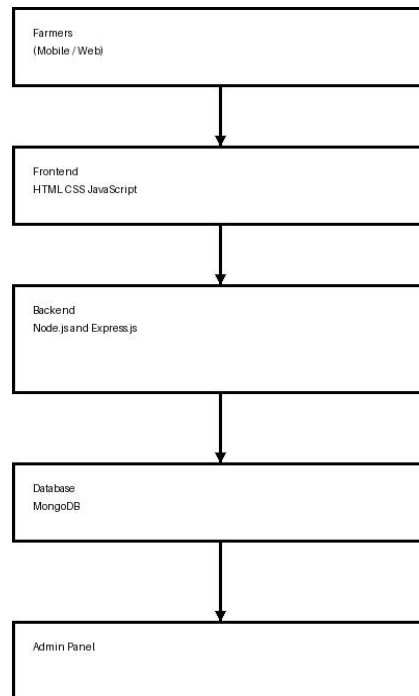 Farmers
(Mobile / Web)
Frontend
HTML CSS JavaScript
Backend
Node.js and Express.js
Database
MongoDB
Admin Panel